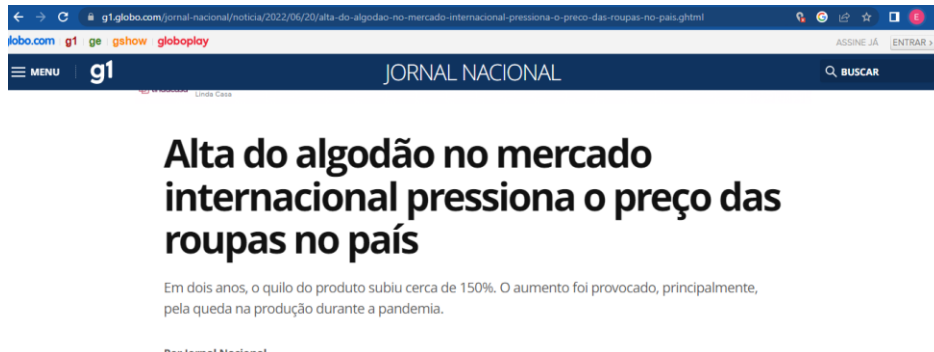 g1.globo.com/jornal-nacional/noticia/2022/06/20/alta-do-algodao-no-mercado-internacional-pressiona-o-preco-das-roupas-no-pais.ghtml
globo.com g1 ge gshow globoplay ASSINE JÁ ENTRAR ›
MENU g1 JORNAL NACIONAL BUSCAR
Linda Casa
Alta do algodão no mercado
internacional pressiona o preço das
roupas no país
Em dois anos, o quilo do produto subiu cerca de 150%. O aumento foi provocado, principalmente,
pela queda na produção durante a pandemia.
Por Jornal Nacional